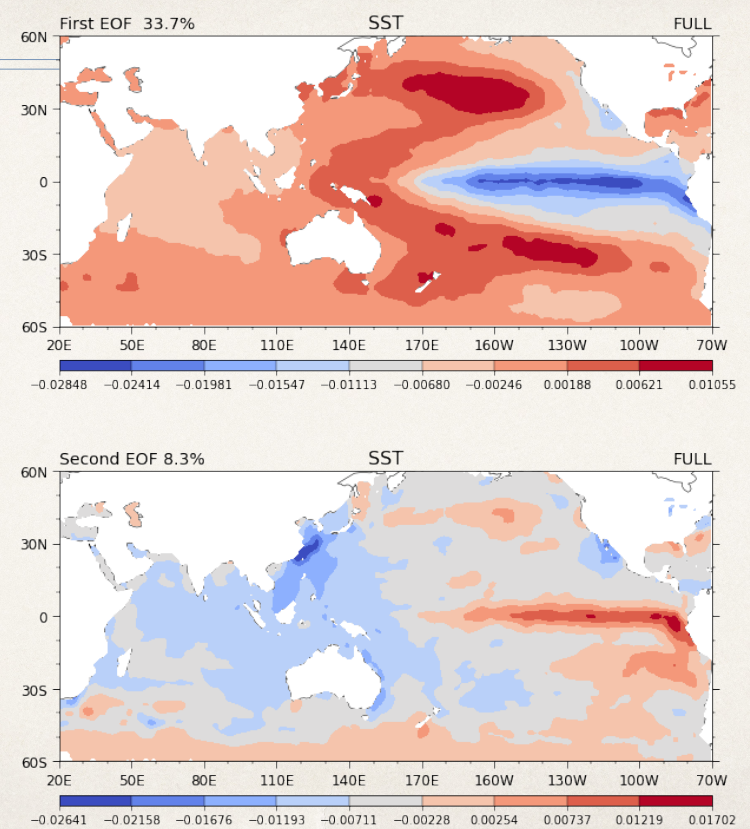 First EOF 33.7% SST FULL
60N
30N
0
30S
60S
20E 50E 80E 110E 140E 170E 160W 130W 100W 70W
−0.02848 −0.02414 −0.01981 −0.01547 −0.01113 −0.00680 −0.00246 0.00188 0.00621 0.01055
Second EOF 8.3% SST FULL
60N
30N
0
30S
60S
20E 50E 80E 110E 140E 170E 160W 130W 100W 70W
−0.02641 −0.02158 −0.01676 −0.01193 −0.00711 −0.00228 0.00254 0.00737 0.01219 0.01702